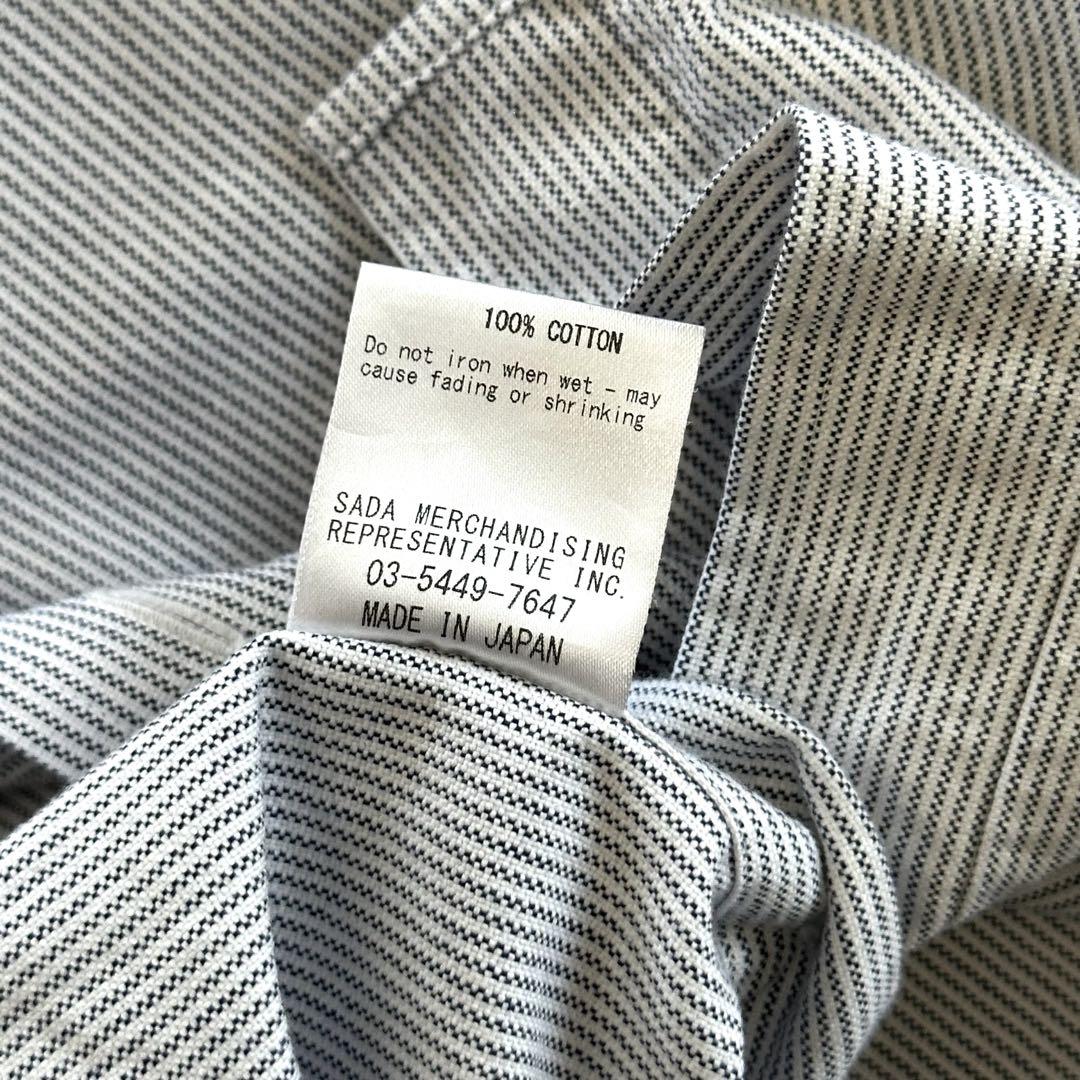 100% COTTON
Do not iron when wet - may
cause fading or shrinking
SADA MERCHANDISING
REPRESENTATIVE INC.
03-5449-7647
MADE IN JAPAN